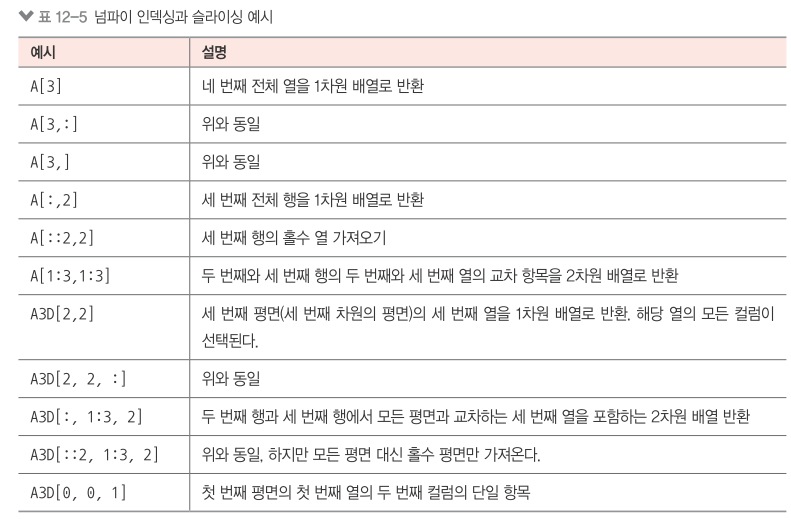 표 12-5 넘파이 인덱싱과 슬라이싱 예시
예시 설명
A[3] 네 번째 전체 열을 1차원 배열로 반환
A[3,:] 위와 동일
A[3,] 위와 동일
A[:,2] 세 번째 전체 행을 1차원 배열로 반환
A[::2,2] 세 번째 행의 홀수 열 가져오기
A[1:3,1:3] 두 번째와 세 번째 행의 두 번째와 세 번째 열의 교차 항목을 2차원 배열로 반환
A3D[2,2] 세 번째 평면(세 번째 차원의 평면)의 세 번째 열을 1차원 배열로 반환. 해당 열의 모든 컬럼이
선택된다.
A3D[2, 2, :] 위와 동일
A3D[:, 1:3, 2] 두 번째 행과 세 번째 행에서 모든 평면과 교차하는 세 번째 열을 포함하는 2차원 배열 반환
A3D[::2, 1:3, 2] 위와 동일, 하지만 모든 평면 대신 홀수 평면만 가져온다.
A3D[0, 0, 1] 첫 번째 평면의 첫 번째 열의 두 번째 컬럼의 단일 항목